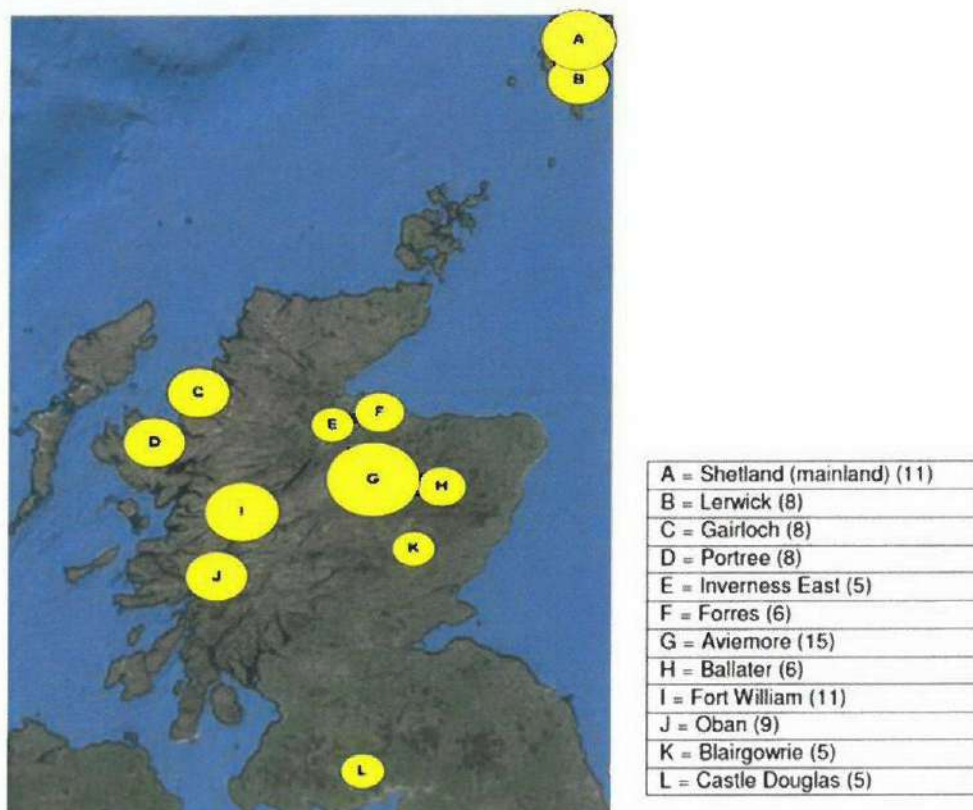 A
B
C
D
E
F
G
H
I
J
K
L
A = Shetland (mainland) (11)
B = Lerwick (8)
C = Gairloch (8)
D = Portree (8)
E = Inverness East (5)
F = Forres (6)
G = Aviemore (15)
H = Ballater (6)
I = Fort William (11)
J = Oban (9)
K = Blairgowrie (5)
L = Castle Douglas (5)